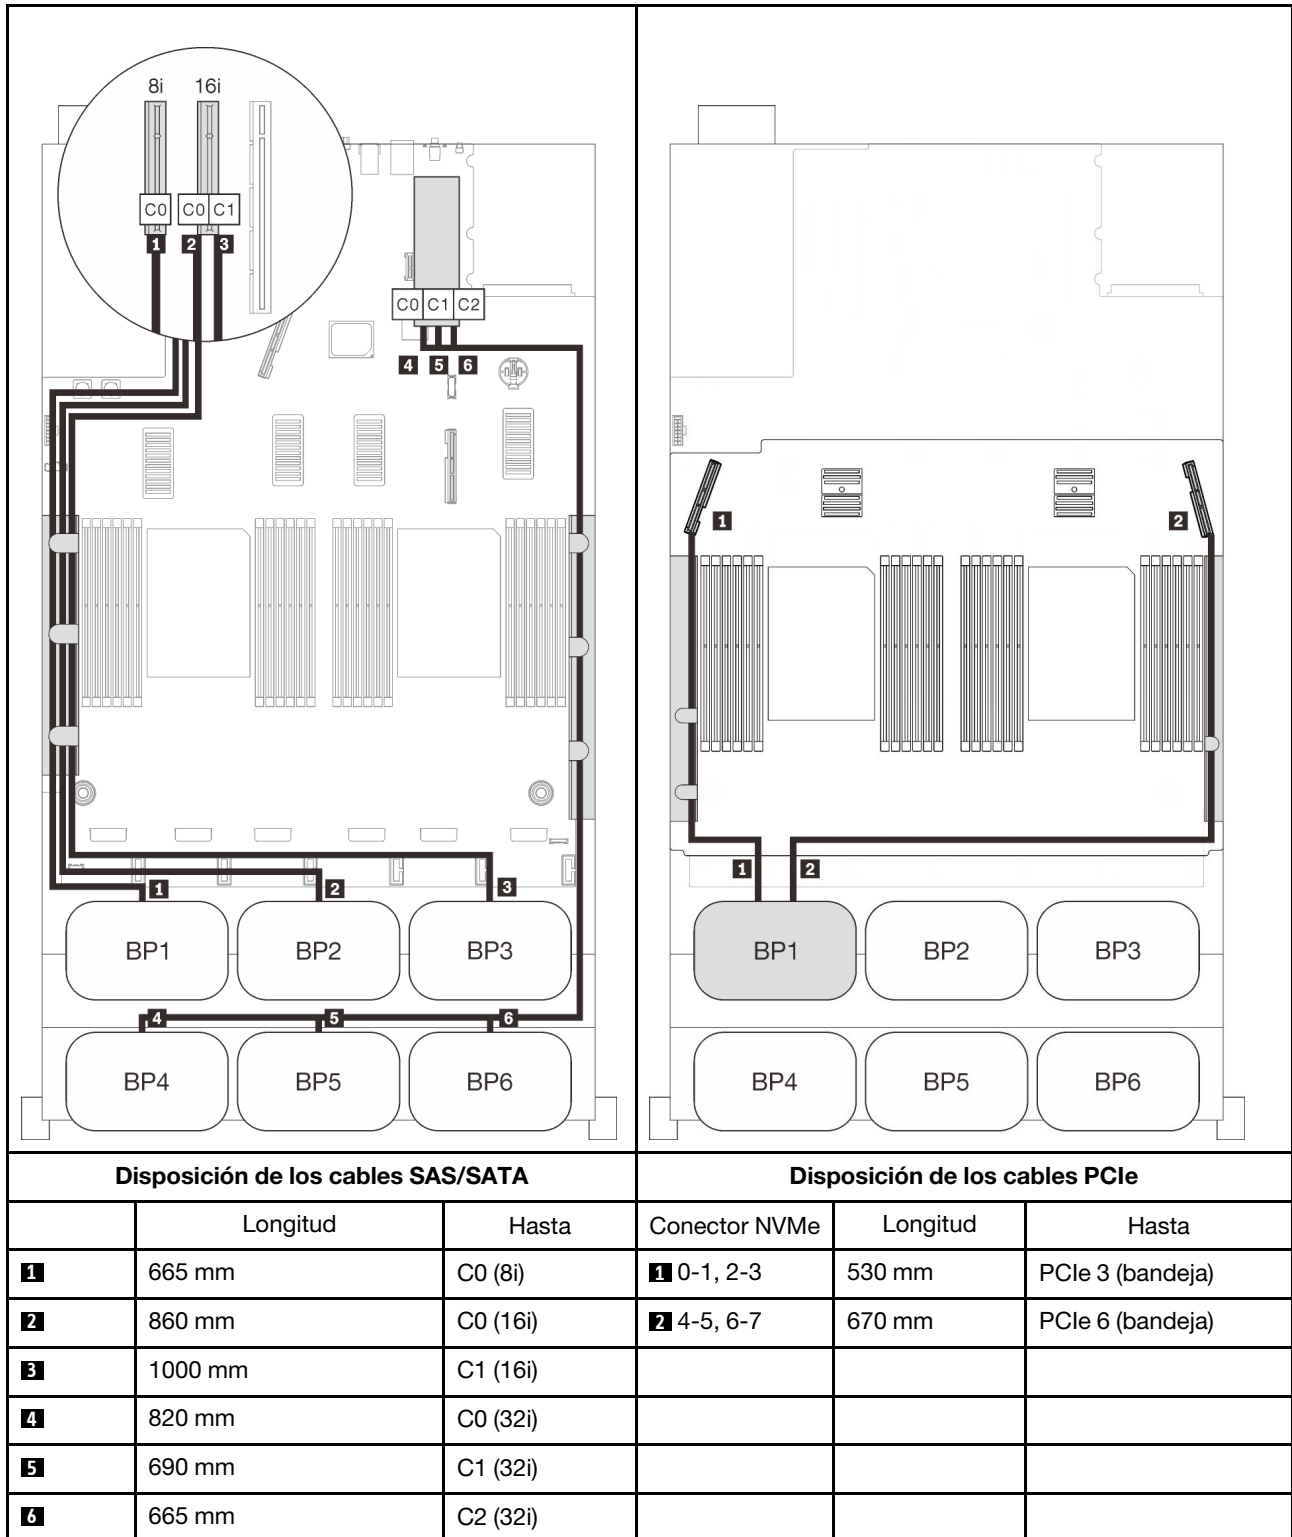 8i 16i
C0 C0 C1
1 2 3
C0 C1 C2
4 5 6
1 2 3
BP1 BP2 BP3
4 5 6
BP4 BP5 BP6
1 2
1 2
BP1 BP2 BP3
BP4 BP5 BP6
Disposición de los cables SAS/SATA
Longitud Hasta
1 665 mm C0 (8i)
2 860 mm C0 (16i)
3 1000 mm C1 (16i)
4 820 mm C0 (32i)
5 690 mm C1 (32i)
6 665 mm C2 (32i)
Disposición de los cables PCIe
Conector NVMe Longitud Hasta
1 0-1, 2-3 530 mm PCIe 3 (bandeja)
2 4-5, 6-7 670 mm PCIe 6 (bandeja)